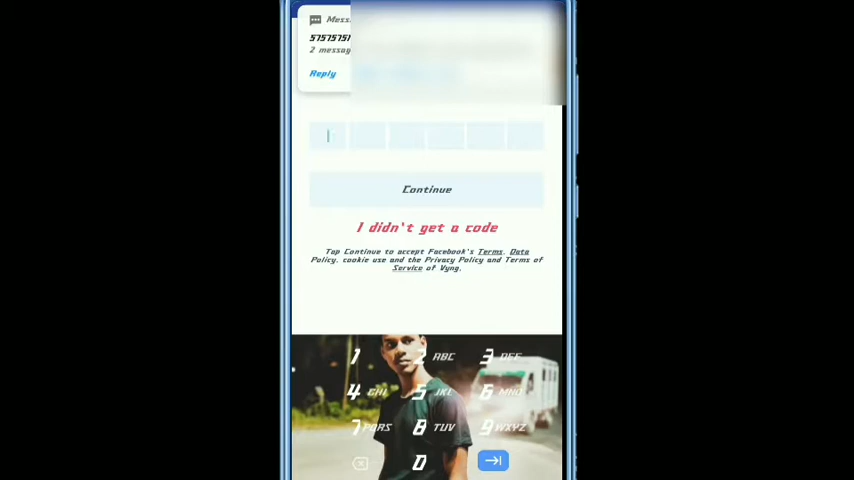 57575751
2 messag
Reply
Continue
I didn't get a code
Tap Continue to accept Facebook's Terms, Data
Policy, cookie use and the Privacy Policy and Terms of
Service of Vyng.
1 2 ABC 3 DEF
4 GHI 5 JKL 6 MNO
7 PQRS 8 TUV 9 WXYZ
0